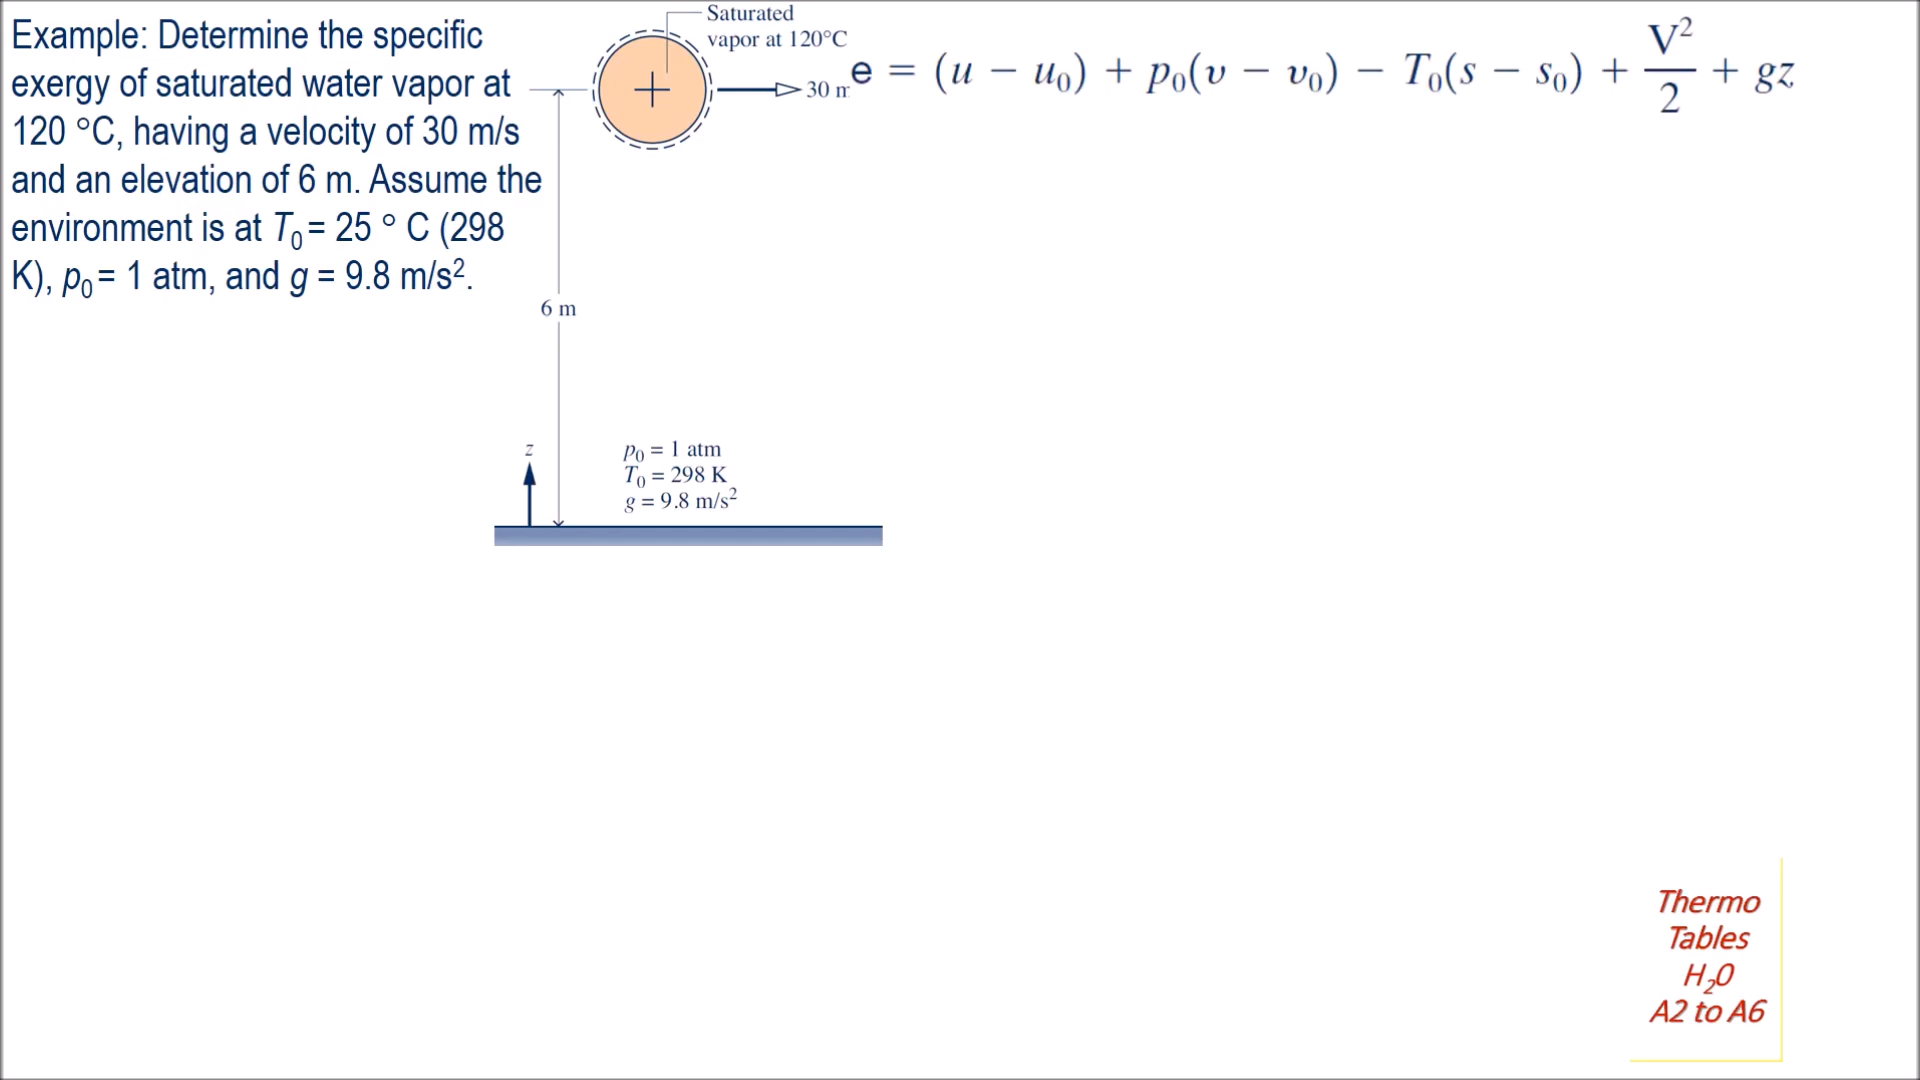 Example: Determine the specific
exergy of saturated water vapor at
120 °C, having a velocity of 30 m/s
and an elevation of 6 m. Assume the
environment is at T₀ = 25 ° C (298
K), p₀ = 1 atm, and g = 9.8 m/s².
Saturated
vapor at 120°C
30 m
e = (u − u₀) + p₀(v − v₀) − T₀(s − s₀) + V²/2 + gz
6 m
z
p₀ = 1 atm
T₀ = 298 K
g = 9.8 m/s²
Thermo
Tables
H₂0
A2 to A6